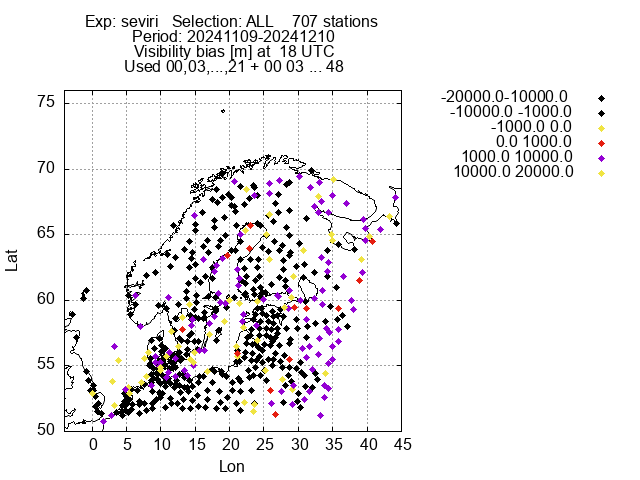 Exp: seviri   Selection: ALL    707 stations
Period: 20241109-20241210
Visibility bias [m] at  18 UTC
Used 00,03,...,21 + 00 03 ... 48
-20000.0-10000.0
-10000.0 -1000.0
-1000.0 0.0
0.0 1000.0
1000.0 10000.0
10000.0 20000.0
75
70
65
60
55
50
Lat
0 5 10 15 20 25 30 35 40 45
Lon